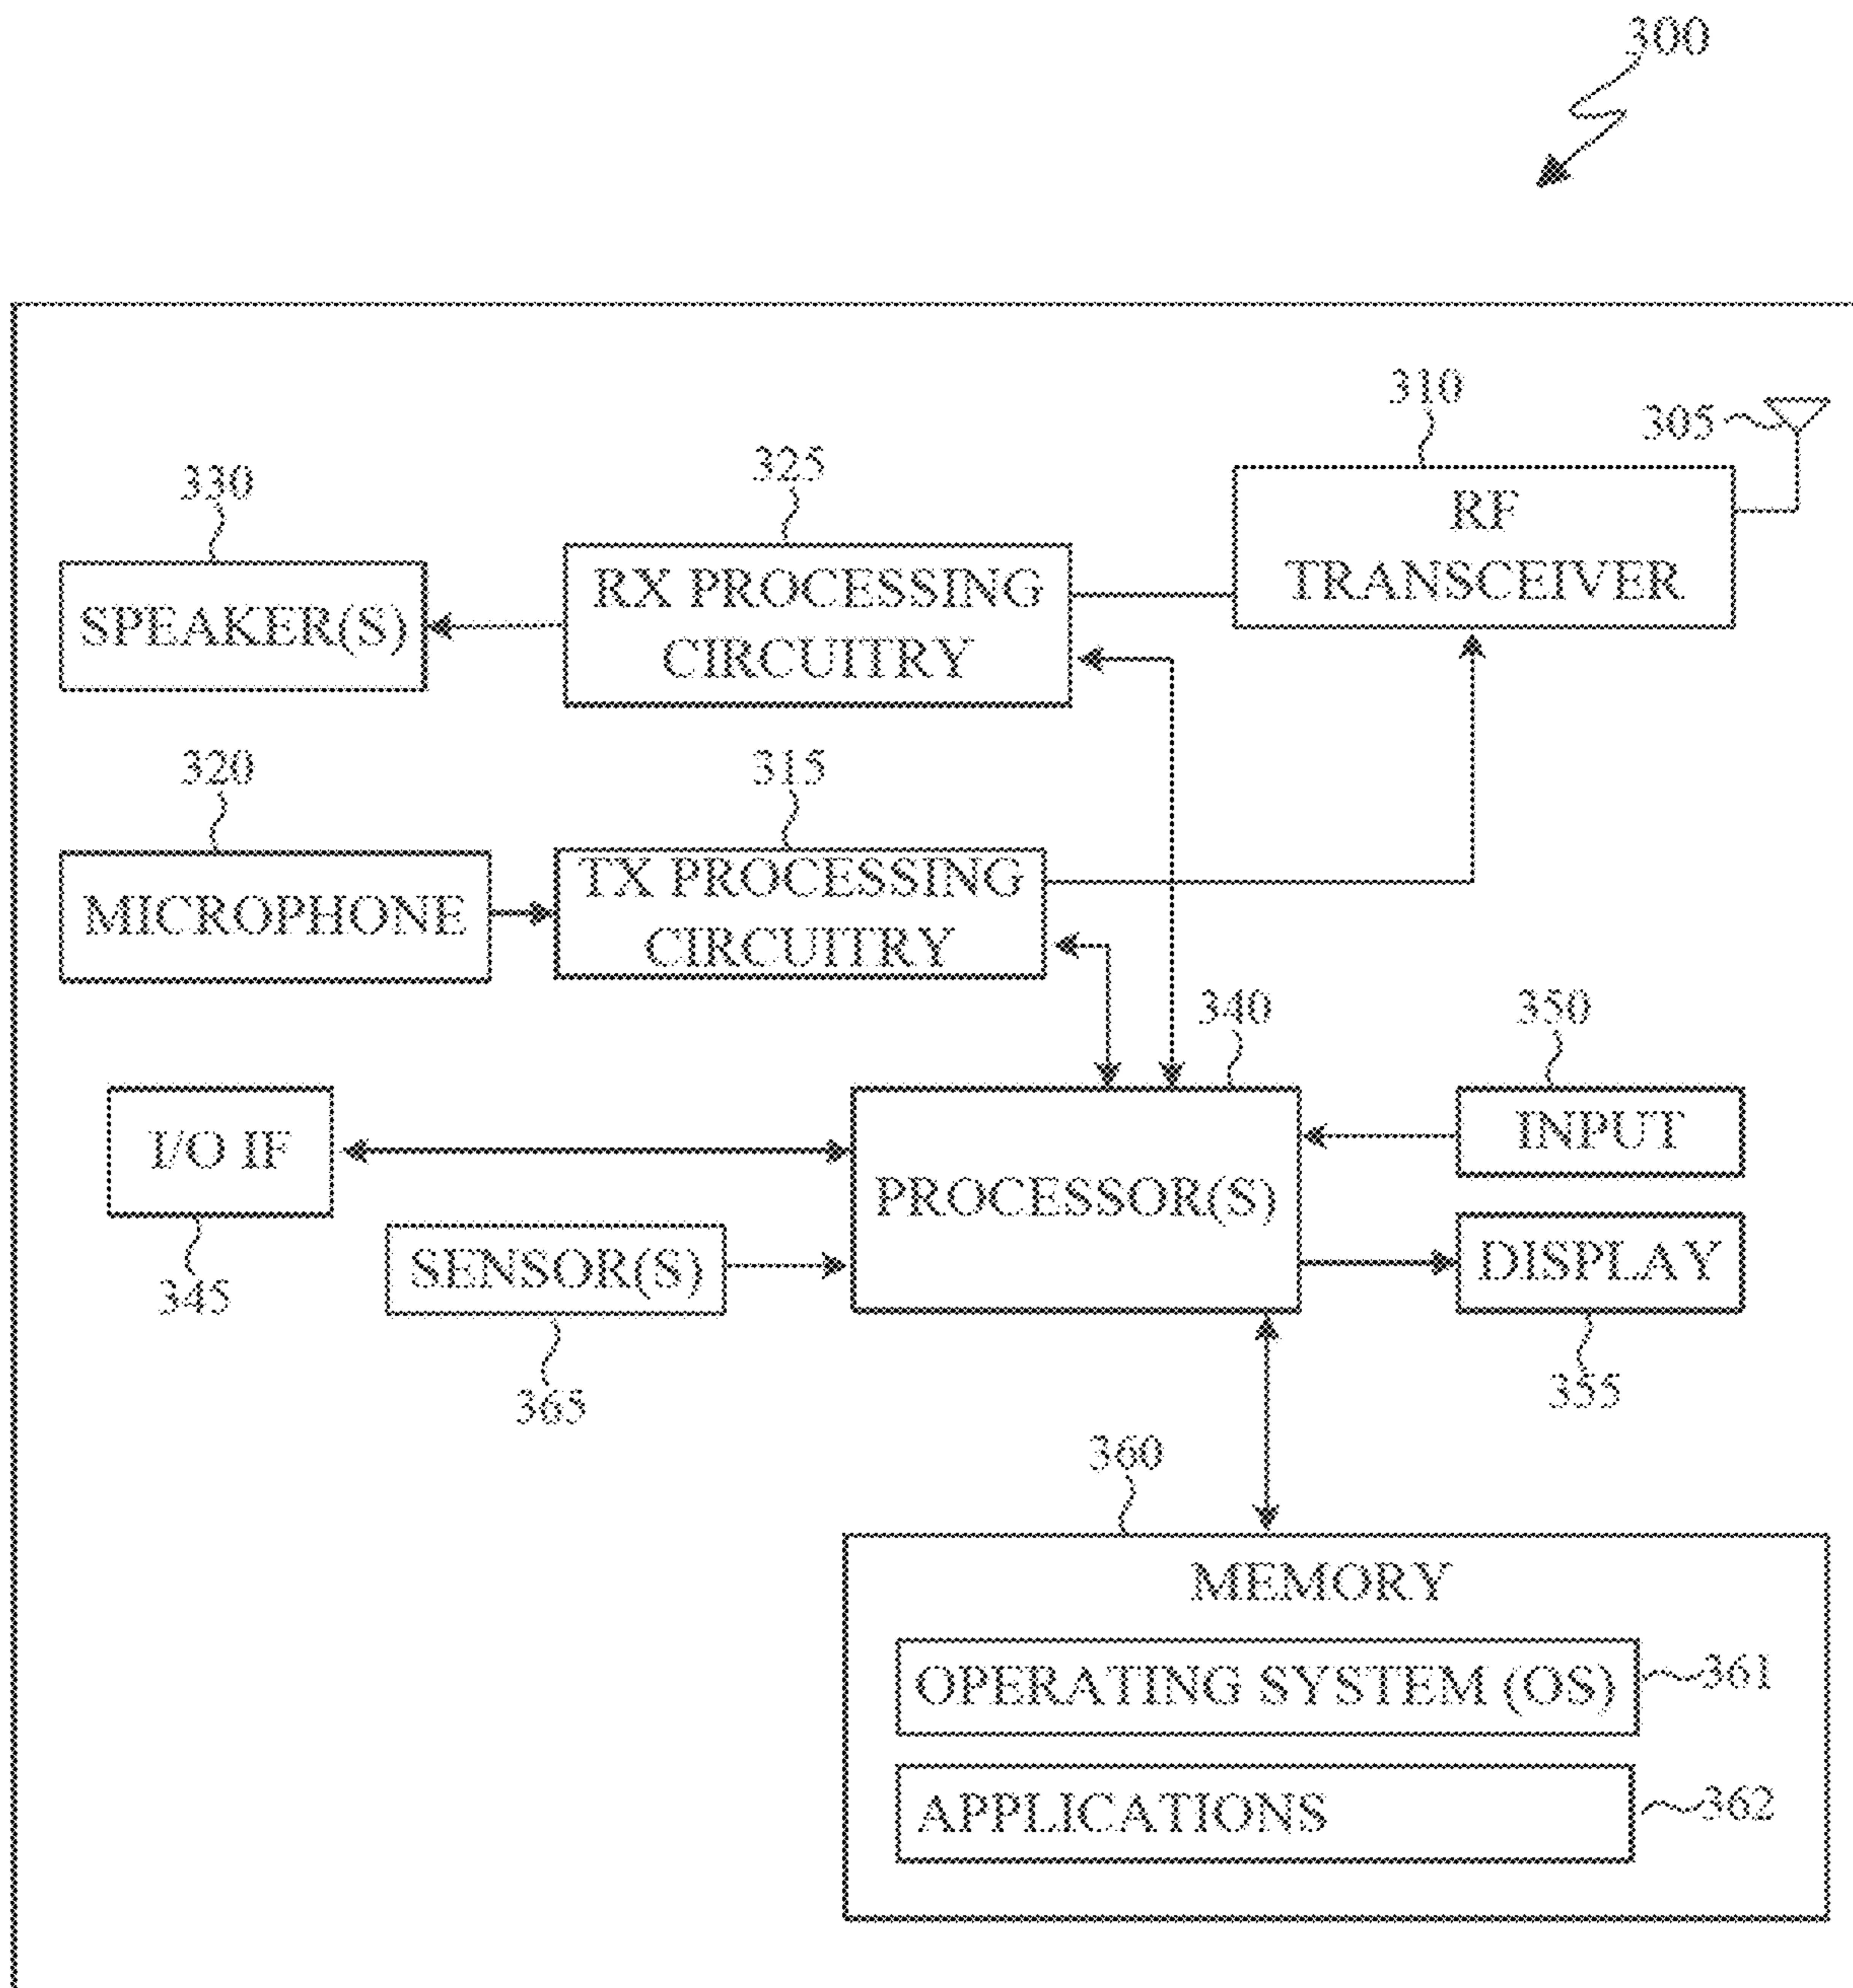 300
310
305
325
330
RF
TRANSCEIVER
RX PROCESSING
CIRCUITRY
SPEAKER(S)
320
315
MICROPHONE
TX PROCESSING
CIRCUITRY
340
350
I/O IF
INPUT
PROCESSOR(S)
SENSOR(S)
DISPLAY
345
365
355
360
MEMORY
OPERATING SYSTEM (OS)
361
APPLICATIONS
362